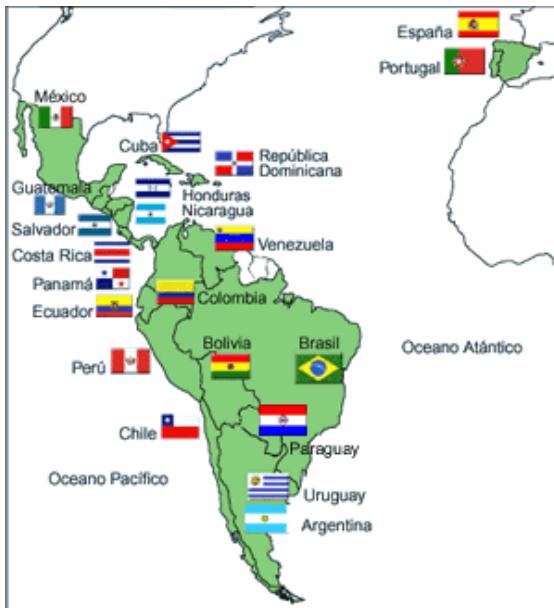 España
Portugal
México
Cuba
República
Dominicana
Guatemala
Honduras
Nicaragua
Salvador
Costa Rica
Venezuela
Panamá
Colombia
Ecuador
Bolivia
Brasil
Oceano Atántico
Perú
Chile
Paraguay
Oceano Pacífico
Uruguay
Argentina